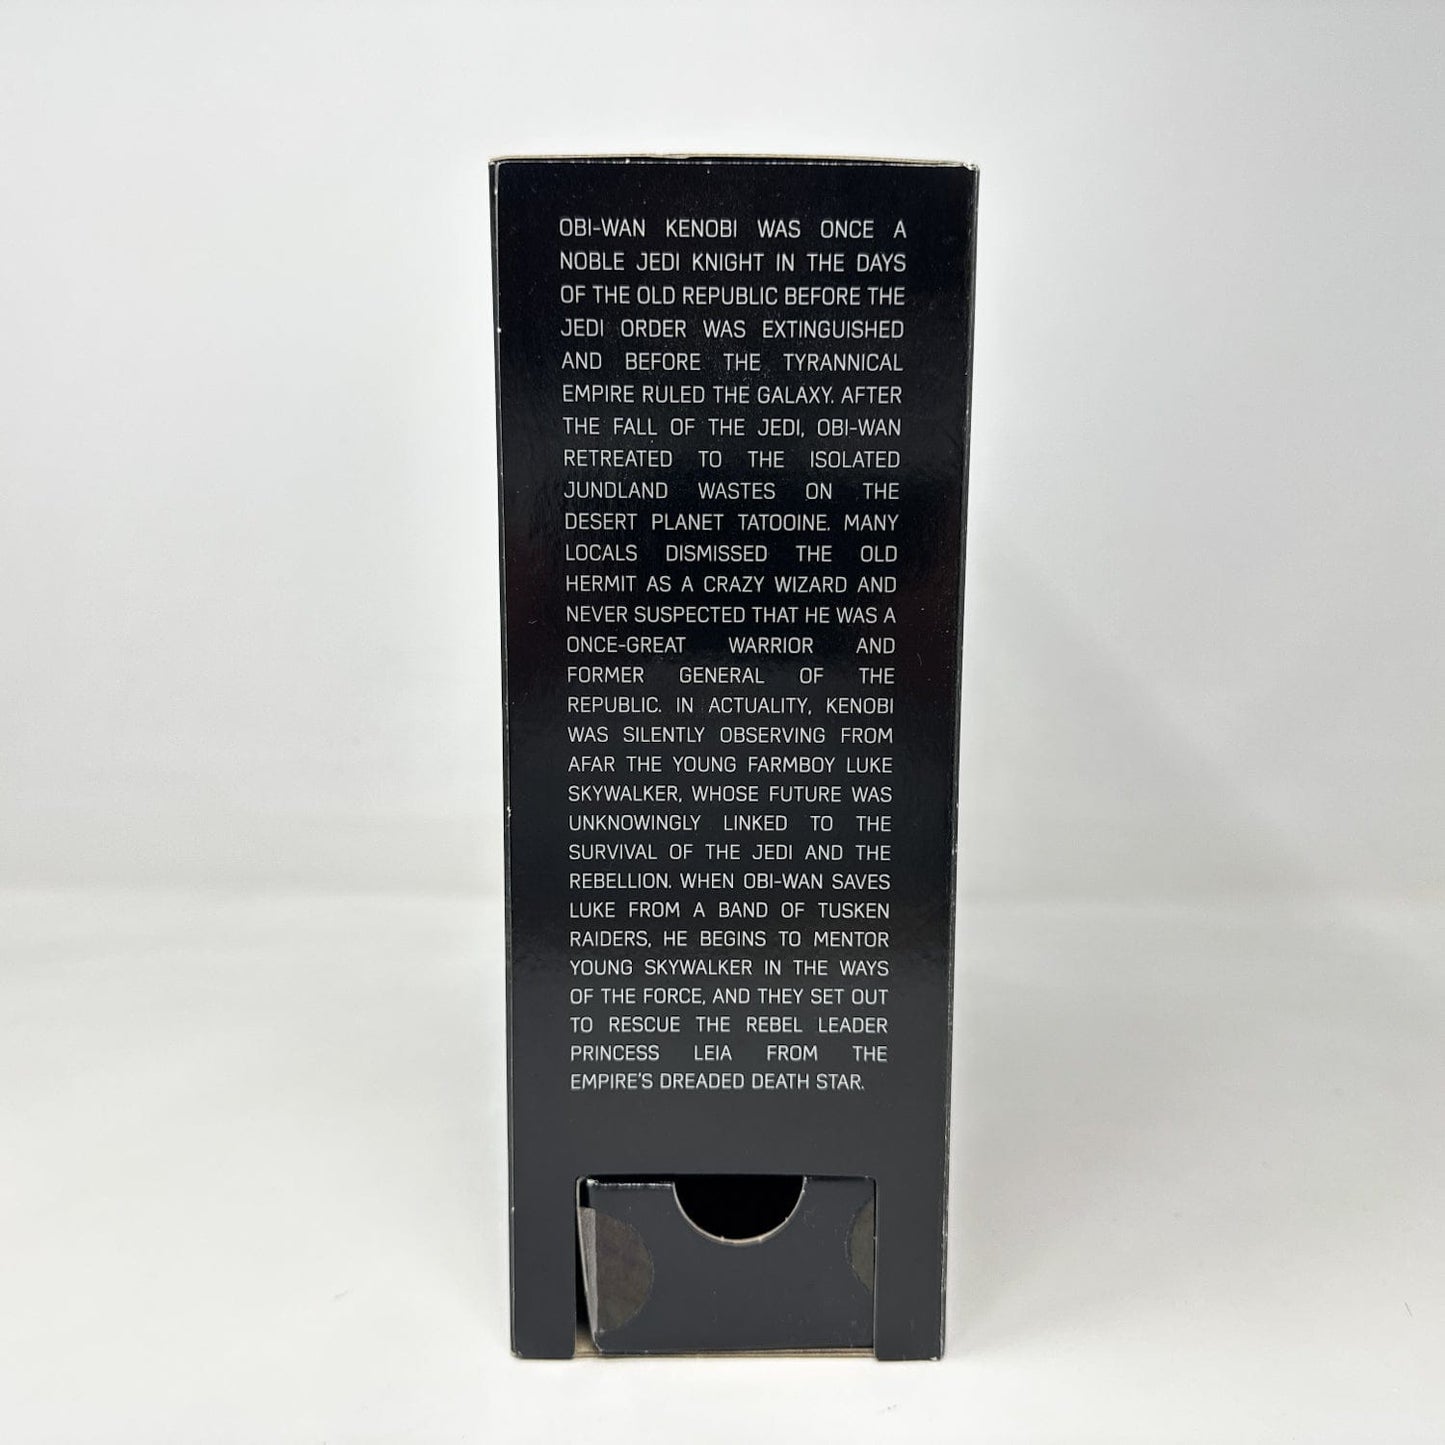 OBI-WAN KENOBI WAS ONCE A
NOBLE JEDI KNIGHT IN THE DAYS
OF THE OLD REPUBLIC BEFORE THE
JEDI ORDER WAS EXTINGUISHED
AND BEFORE THE TYRANNICAL
EMPIRE RULED THE GALAXY. AFTER
THE FALL OF THE JEDI, OBI-WAN
RETREATED TO THE ISOLATED
JUNDLAND WASTES ON THE
DESERT PLANET TATOOINE. MANY
LOCALS DISMISSED THE OLD
HERMIT AS A CRAZY WIZARD AND
NEVER SUSPECTED THAT HE WAS A
ONCE-GREAT WARRIOR AND
FORMER GENERAL OF THE
REPUBLIC. IN ACTUALITY, KENOBI
WAS SILENTLY OBSERVING FROM
AFAR THE YOUNG FARMBOY LUKE
SKYWALKER, WHOSE FUTURE WAS
UNKNOWINGLY LINKED TO THE
SURVIVAL OF THE JEDI AND THE
REBELLION. WHEN OBI-WAN SAVES
LUKE FROM A BAND OF TUSKEN
RAIDERS, HE BEGINS TO MENTOR
YOUNG SKYWALKER IN THE WAYS
OF THE FORCE, AND THEY SET OUT
TO RESCUE THE REBEL LEADER
PRINCESS LEIA FROM THE
EMPIRE'S DREADED DEATH STAR.